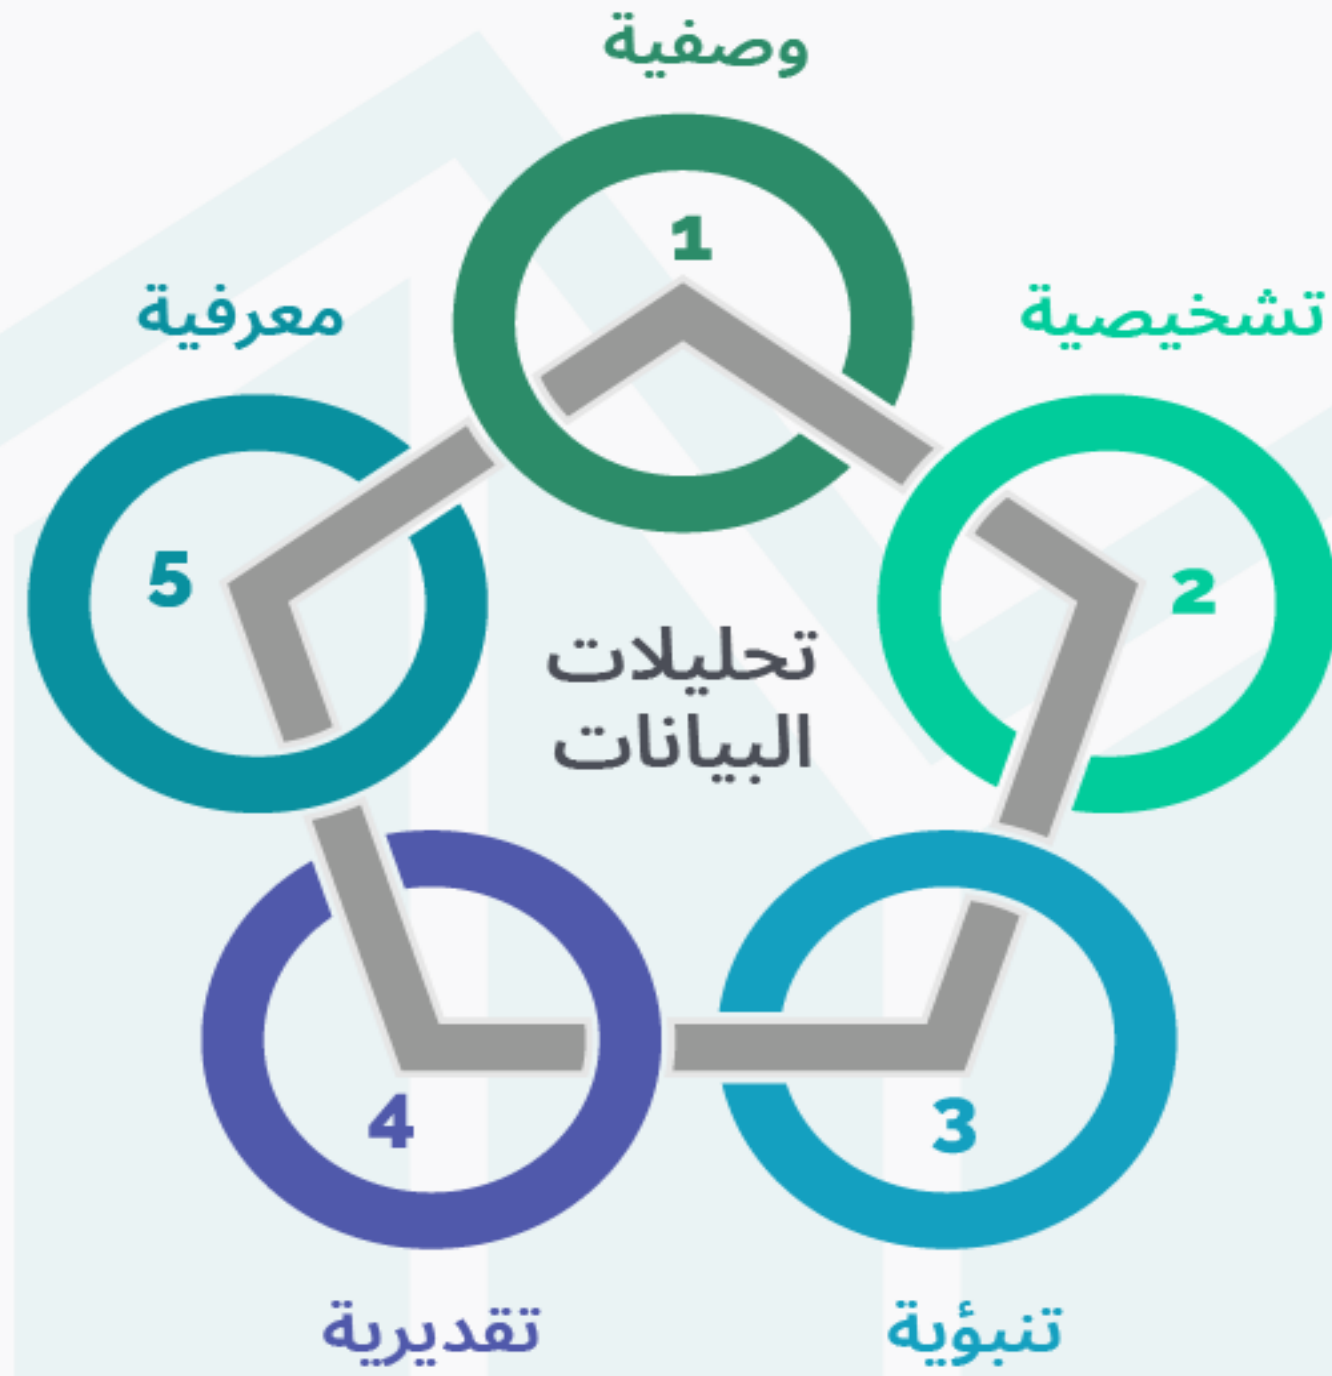 وصفية
1
تشخيصية
2
معرفية
5
تحليلات
البيانات
4
3
تقديرية
تنبؤية